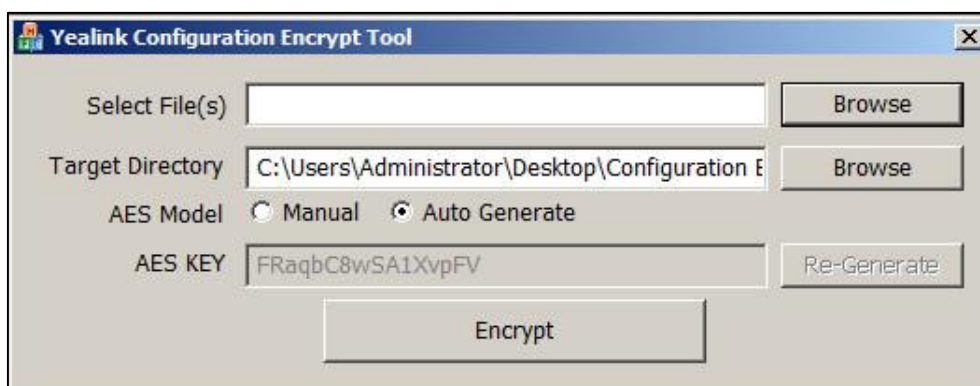 Yealink Configuration Encrypt Tool
Select File(s) Browse
Target Directory C:\Users\Administrator\Desktop\Configuration E Browse
AES Model Manual Auto Generate
AES KEY FRaqbC8wSA1XvpFV Re-Generate
Encrypt